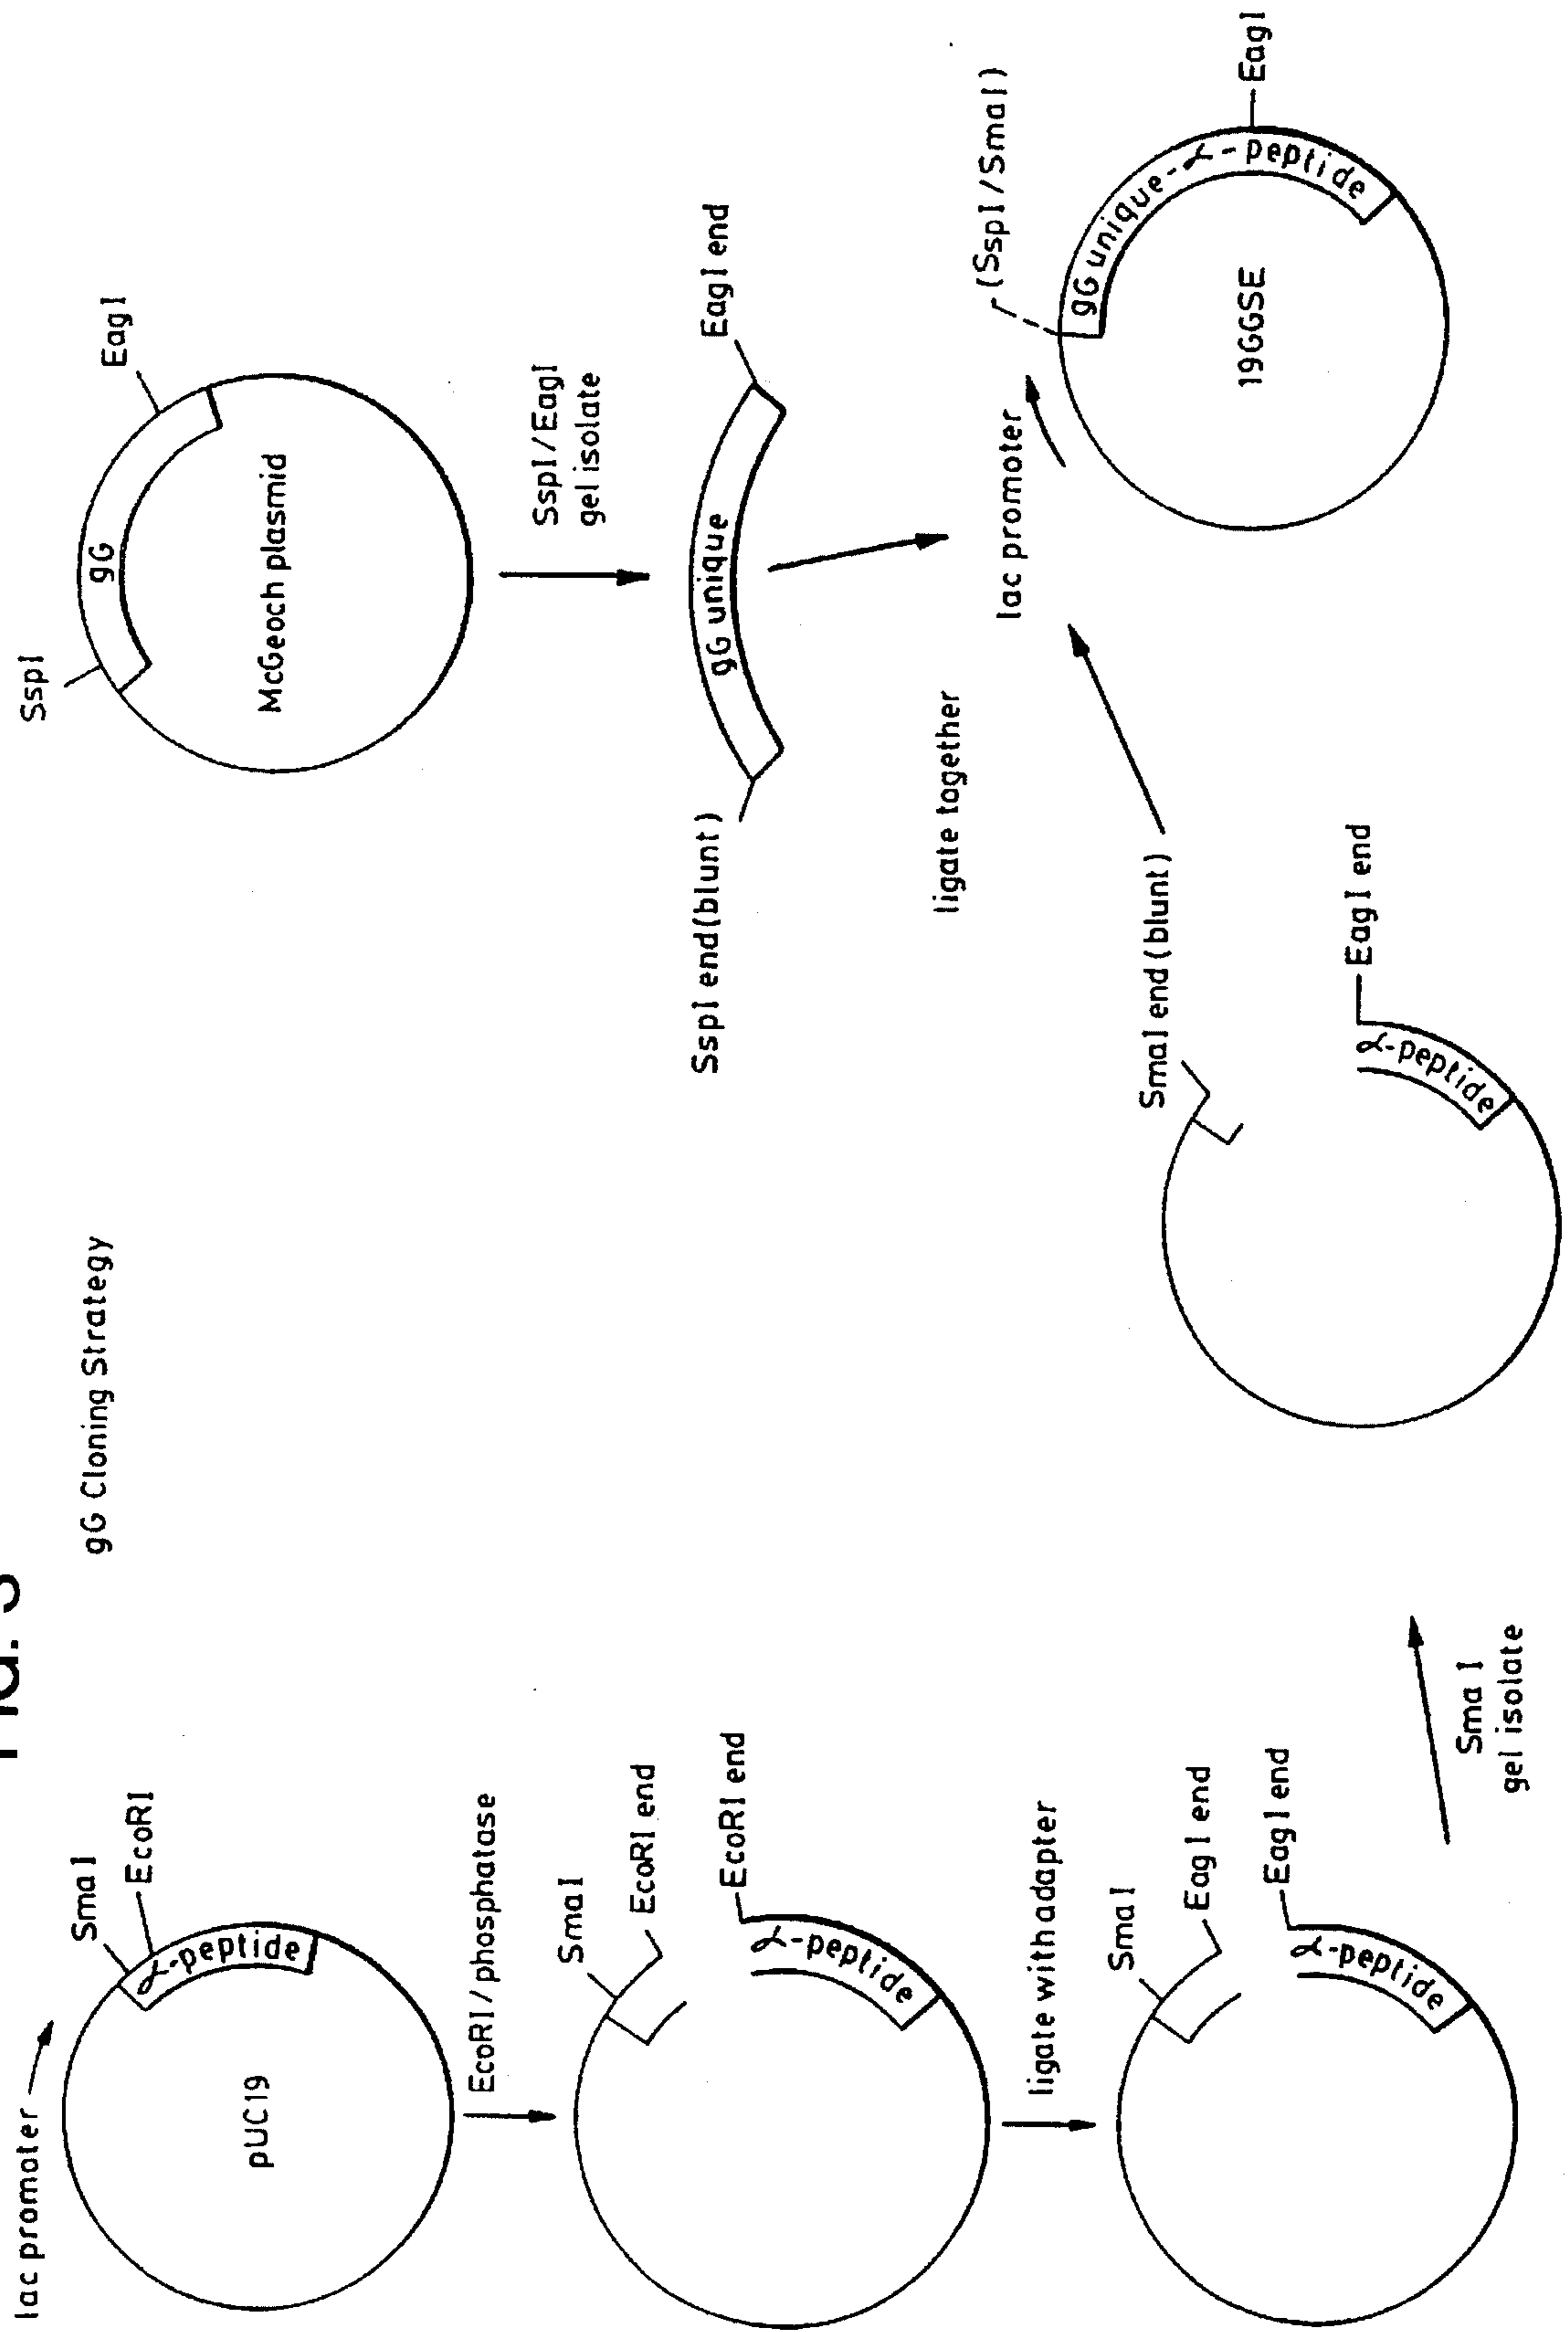 FIG. 3
gG Cloning Strategy
lac promoter
SmaI
EcoRI
α-peptide
pUC19
EcoRI/phosphatase
SmaI
EcoRI end
EcoRI end
α-peptide
ligate with adapter
SmaI
EagI end
EagI end
α-peptide
Sma I
gel isolate
SmaI end (blunt)
EagI end
α-peptide
SspI
EagI
gG
McGeoch plasmid
SspI/EagI
gel isolate
SspI end (blunt)
EagI end
gG unique
ligate together
lac promoter
(SspI/SmaI)
gG unique-α-peptide
EagI
19GGSE